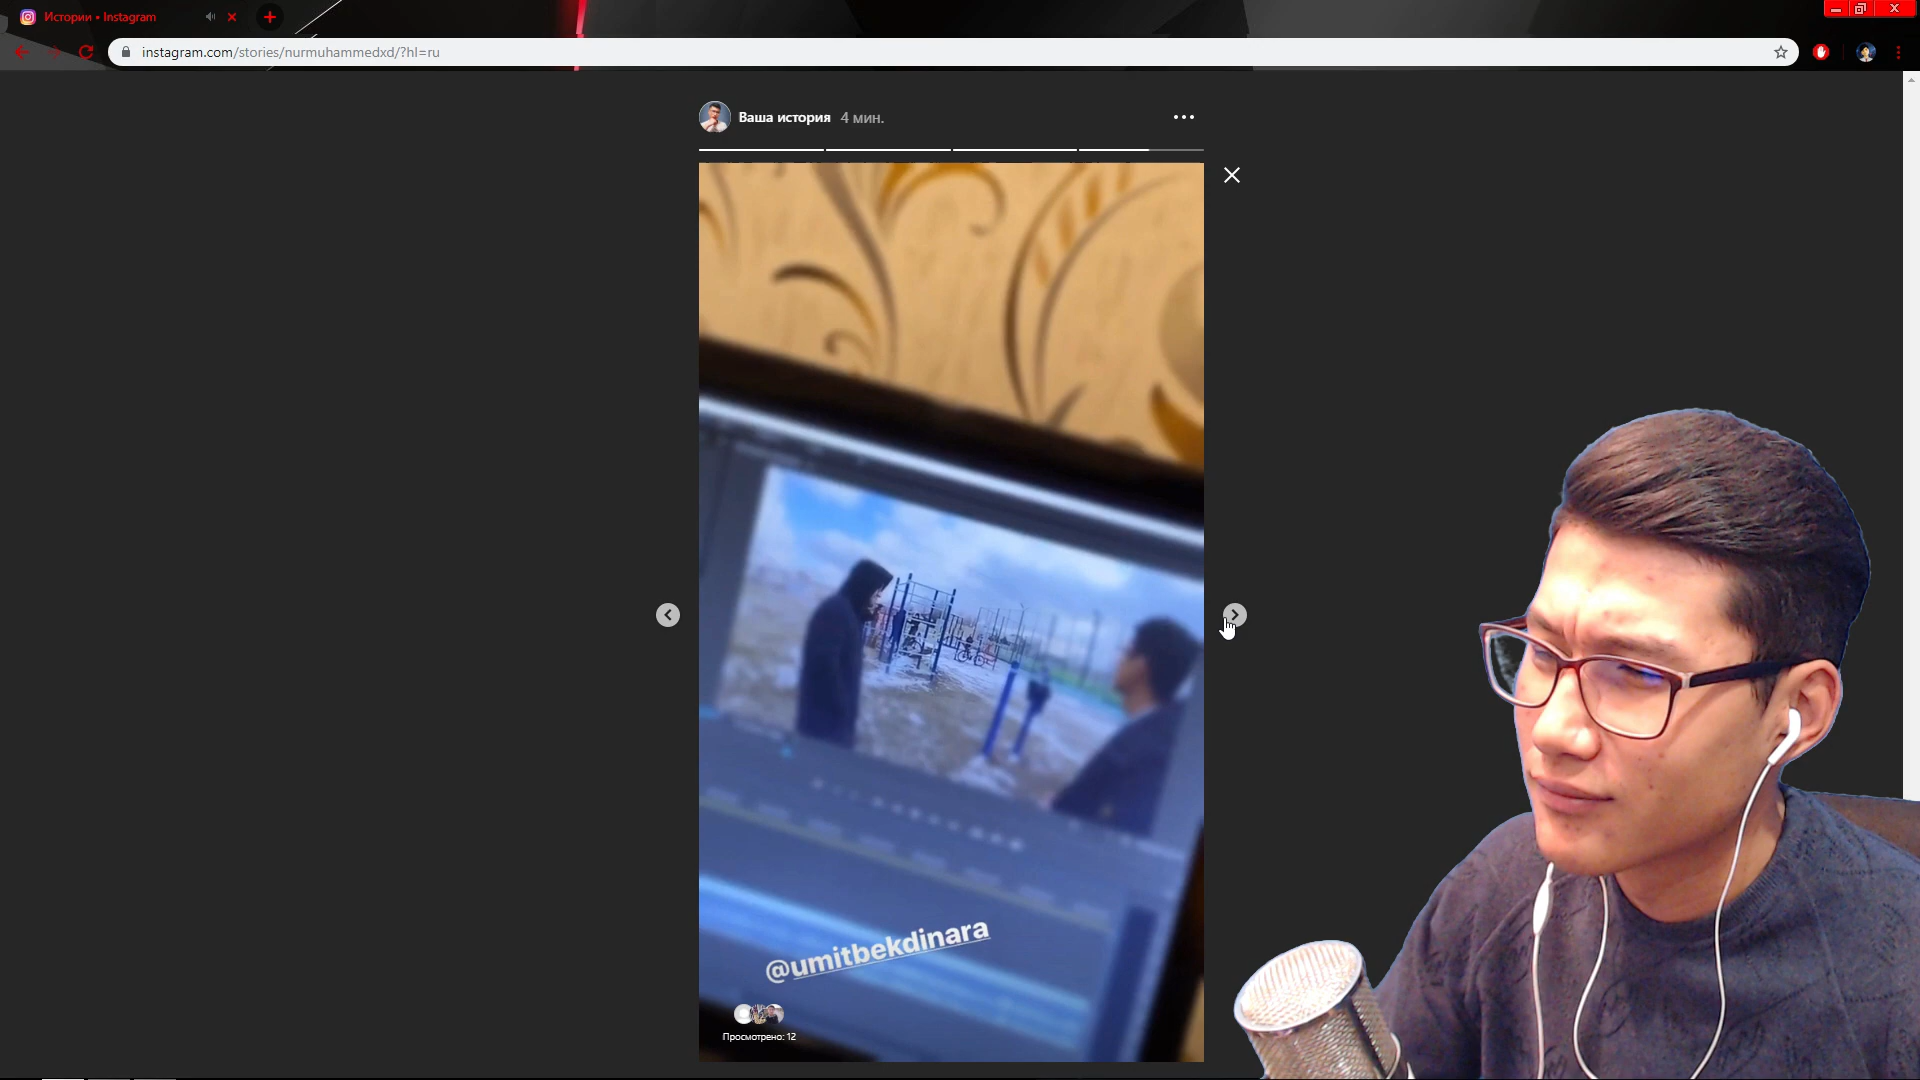 Истории • Instagram
instagram.com/stories/nurmuhammedxd/?hl=ru
Ваша история 4 мин.
@umitbekdinara
Просмотрено: 12